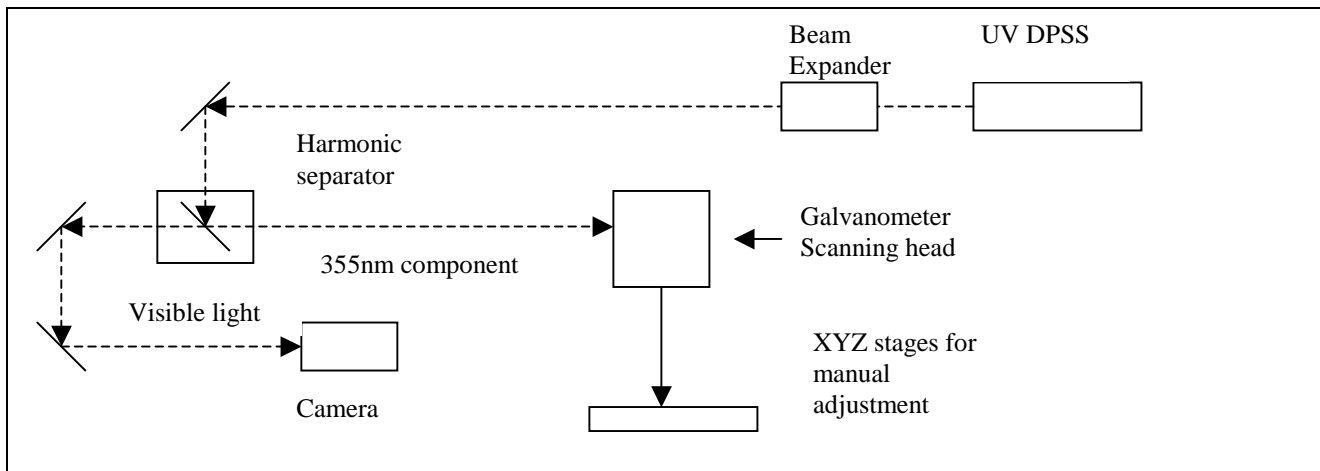 Beam
Expander
UV DPSS
Harmonic
separator
Galvanometer
Scanning head
355nm component
Visible light
XYZ stages for
manual
adjustment
Camera